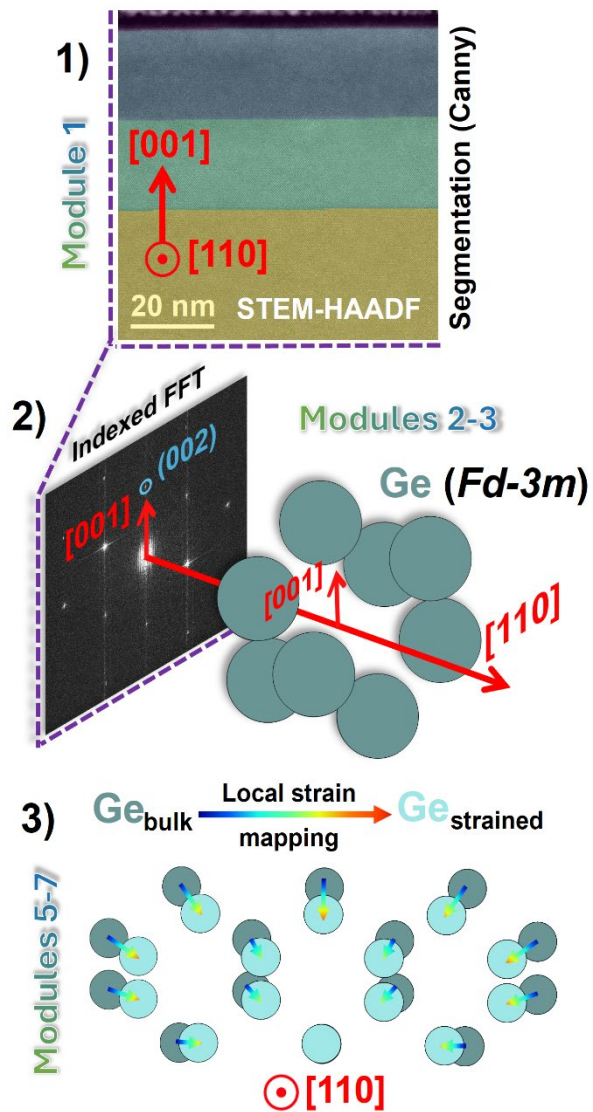 1)
Module 1
[001]
[110]
20 nm
STEM-HAADF
Segmentation (Canny)
2)
Indexed FFT
(002)
[001]
Modules 2-3
Ge (Fd-3m)
[001]
[110]
3)
Ge bulk
Local strain
mapping
Ge strained
Modules 5-7
[110]